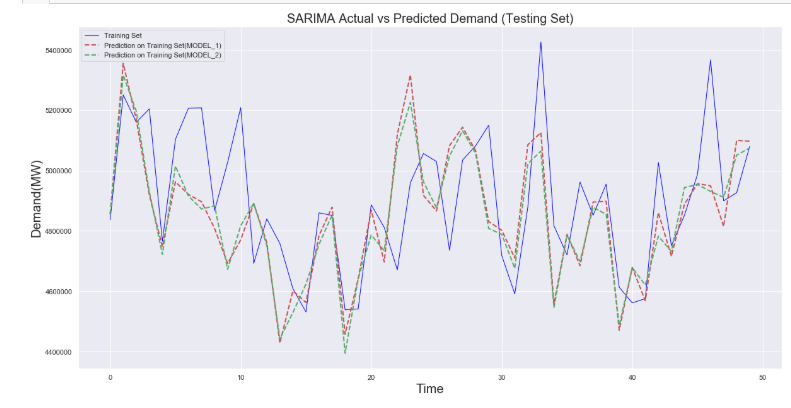 SARIMA Actual vs Predicted Demand (Testing Set)
Training Set
Prediction on Training Set(MODEL_1)
Prediction on Training Set(MODEL_2)
5400000
5200000
5000000
4800000
4600000
4400000
Demand(MW)
0 10 20 30 40 50
Time